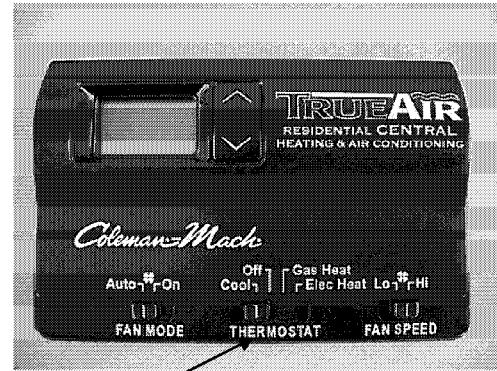 TRUEAIR
RESIDENTIAL CENTRAL
HEATING & AIR CONDITIONING
Coleman-Mach
Off Gas Heat
Auto On Cool Elec Heat Lo Hi
FAN MODE THERMOSTAT FAN SPEED